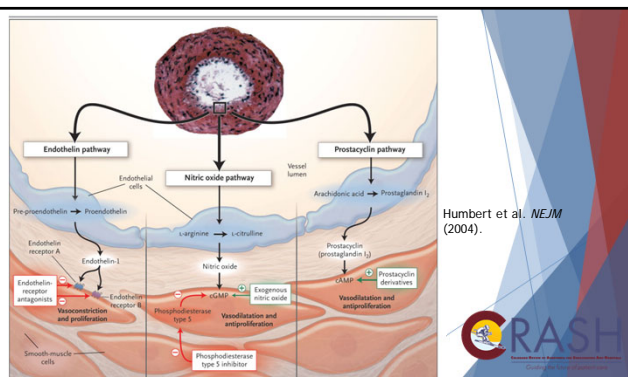 Endothelin pathway
Nitric oxide pathway
Prostacyclin pathway
Endothelial
cells
Vessel
lumen
Pre-proendothelin
Proendothelin
Arachidonic acid
Prostaglandin I2
L-arginine
L-citrulline
Endothelin
receptor A
Endothelin-1
Nitric oxide
Prostacyclin
(prostaglandin I2)
Endothelin-
receptor
antagonists
Endothelin
receptor B
Vasoconstriction
and proliferation
cGMP
Exogenous
nitric oxide
cAMP
Prostacyclin
derivatives
Vasodilatation and
antiproliferation
Vasodilatation and
antiproliferation
Phosphodiesterase
type 5
Phosphodiesterase
type 5 inhibitor
Smooth-muscle
cells
Humbert et al. NEJM
(2004).
CRASH